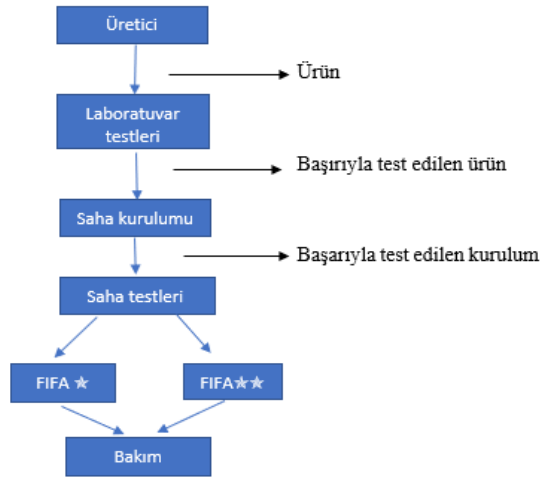 Üretici
Ürün
Laboratuvar
testleri
Başırıyla test edilen ürün
Saha kurulumu
Başarıyla test edilen kurulum
Saha testleri
FIFA ★
FIFA★★
Bakım